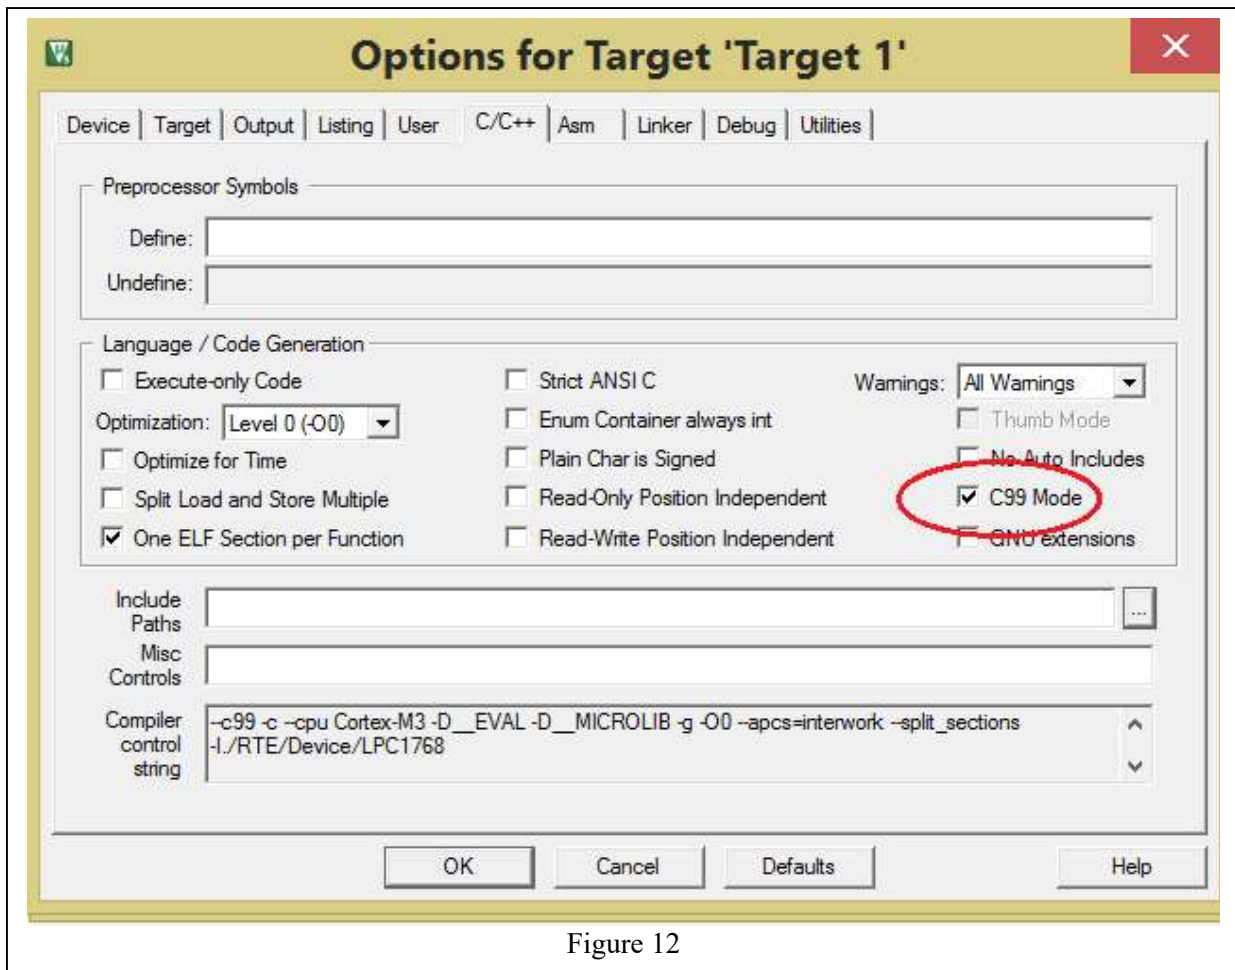 Options for Target 'Target 1'
Device Target Output Listing User C/C++ Asm Linker Debug Utilities
Preprocessor Symbols
Define:
Undefine:
Language / Code Generation
Execute-only Code Strict ANSI C Warnings: All Warnings
Optimization: Level 0 (-O0) Enum Container always int Thumb Mode
Optimize for Time Plain Char is Signed No Auto Includes
Split Load and Store Multiple Read-Only Position Independent C99 Mode
One ELF Section per Function Read-Write Position Independent GNU extensions
Include
Paths
...
Misc
Controls
Compiler
control
string
--c99 -c --cpu Cortex-M3 -D__EVAL -D__MICROLIB -g -O0 --apcs=interwork --split_sections
-I./RTE/Device/LPC1768
OK Cancel Defaults Help
Figure 12